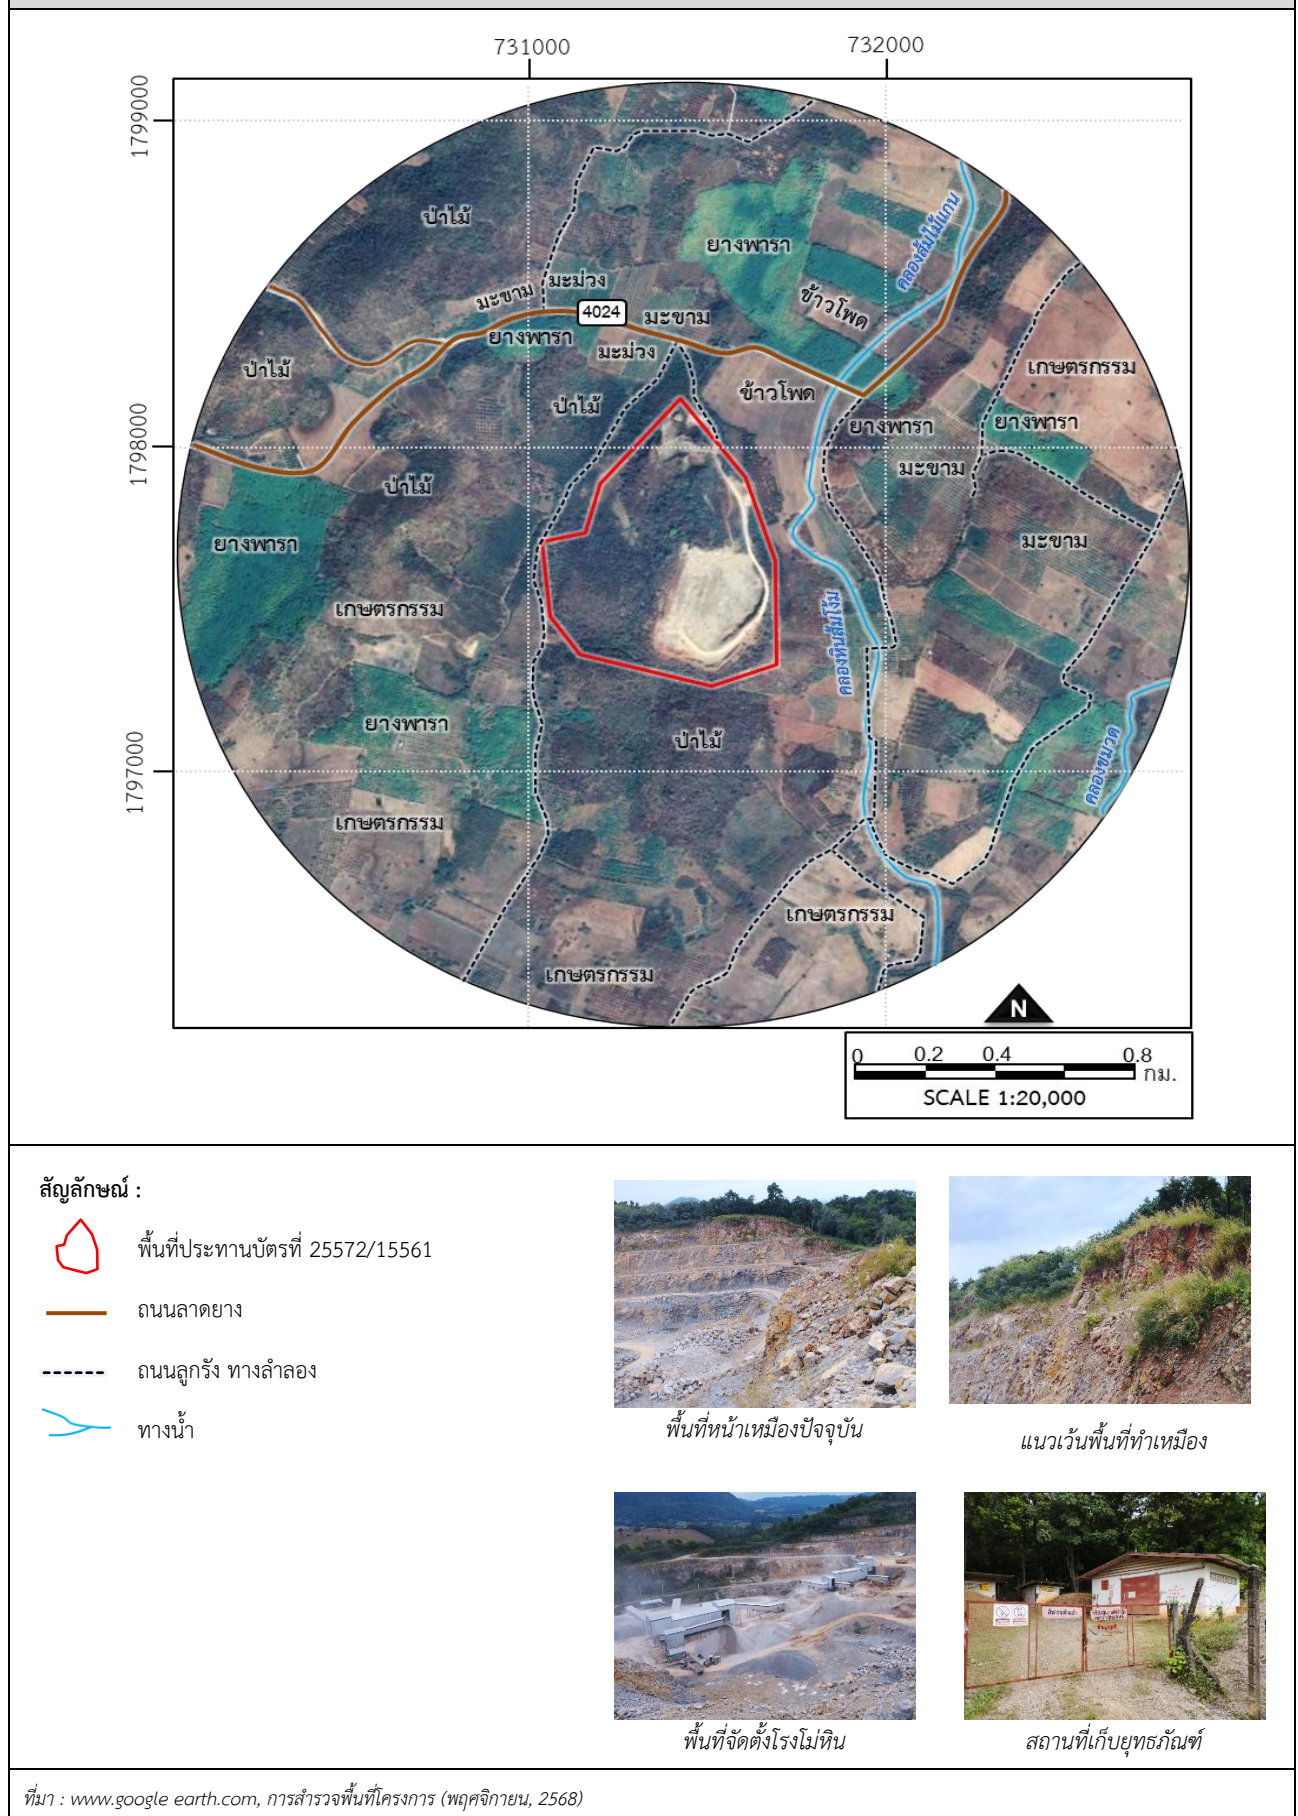 731000
732000
1799000
1798000
1797000
ป่าไม้
ยางพารา
คลองส้มไม้แกน
มะม่วง
มะขาม
ข้าวโพด
4024
มะขาม
ยางพารา
มะม่วง
ป่าไม้
เกษตรกรรม
ข้าวโพด
ป่าไม้
ยางพารา
ยางพารา
มะขาม
ป่าไม้
ยางพารา
มะขาม
เกษตรกรรม
คลองหินส้มโง้ม
ยางพารา
ป่าไม้
คลองขมวด
เกษตรกรรม
เกษตรกรรม
เกษตรกรรม
N
0 0.2 0.4 0.8
กม.
SCALE 1:20,000
สัญลักษณ์ :
พื้นที่ประทานบัตรที่ 25572/15561
ถนนลาดยาง
ถนนลูกรัง ทางลำลอง
ทางน้ำ
พื้นที่หน้าเหมืองปัจจุบัน
แนวเว้นพื้นที่ทำเหมือง
พื้นที่จัดตั้งโรงโม่หิน
สถานที่เก็บยุทธภัณฑ์
ที่มา : www.google earth.com, การสำรวจพื้นที่โครงการ (พฤศจิกายน, 2568)